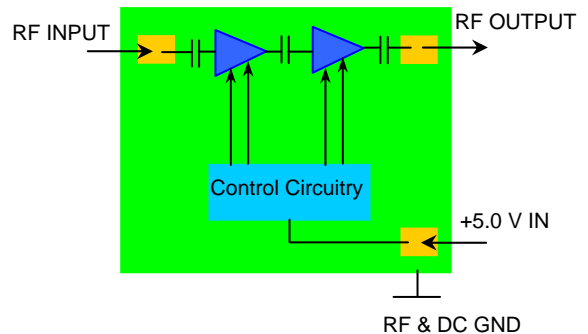 RF INPUT
RF OUTPUT
Control Circuitry
+5.0 V IN
RF & DC GND